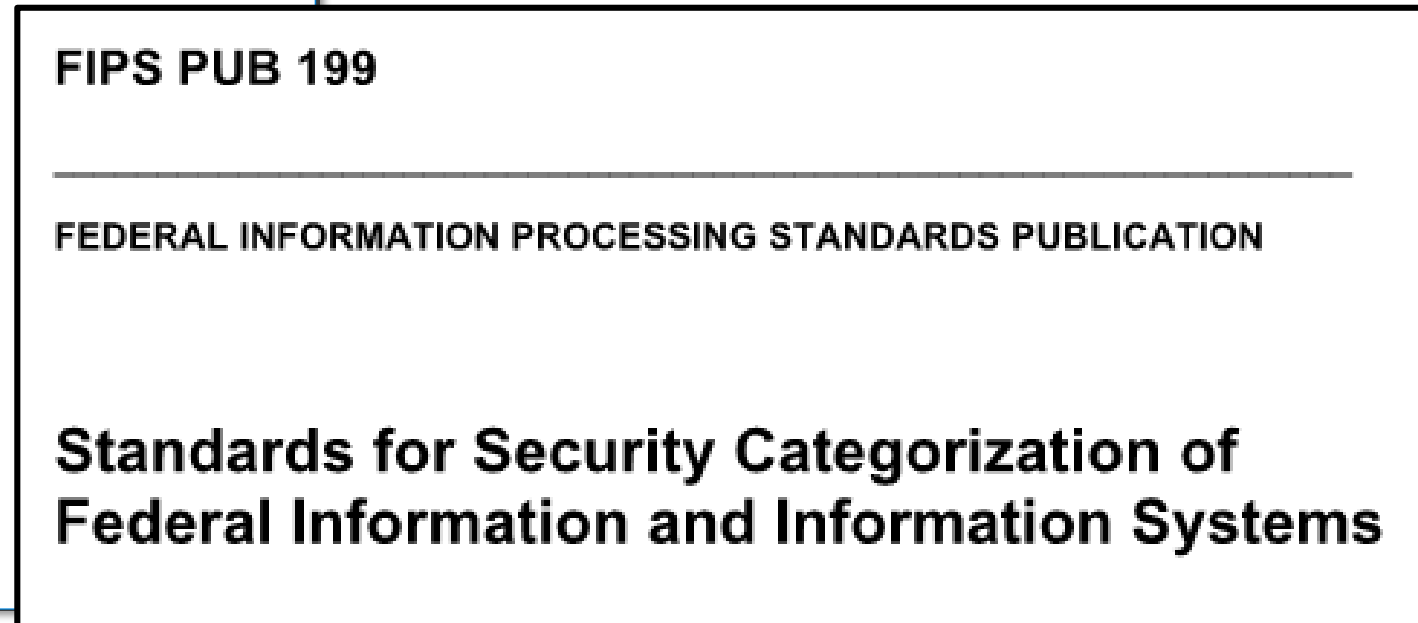 FIPS PUB 199
FEDERAL INFORMATION PROCESSING STANDARDS PUBLICATION
Standards for Security Categorization of
Federal Information and Information Systems